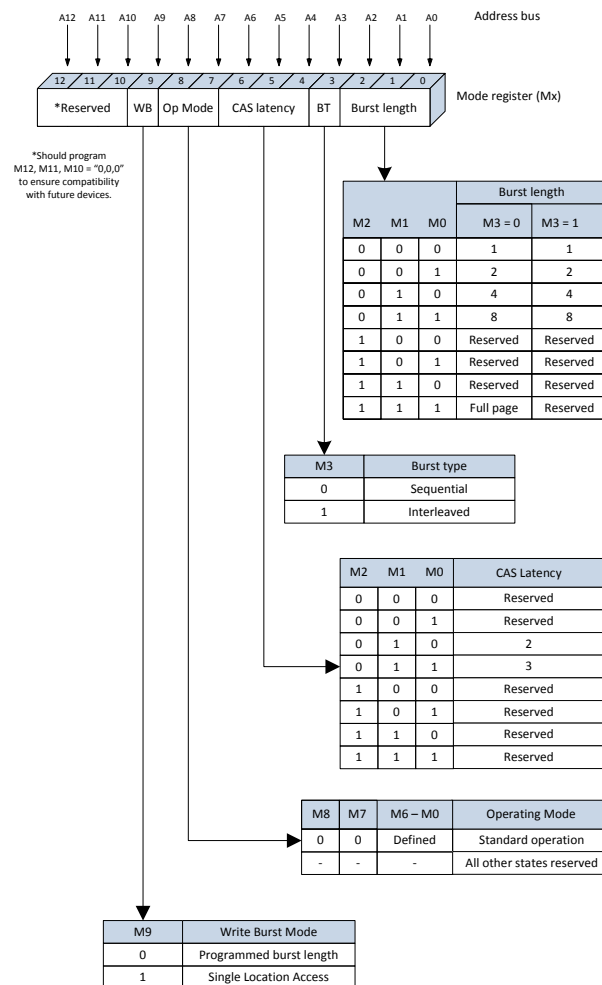 A12 A11 A10 A9 A8 A7 A6 A5 A4 A3 A2 A1 A0 Address bus
12 11 10 9 8 7 6 5 4 3 2 1 0
*Reserved WB Op Mode CAS latency BT Burst length Mode register (Mx)
*Should program
M12, M11, M10 = “0,0,0”
to ensure compatibility
with future devices.
Burst length
M2 M1 M0 M3 = 0 M3 = 1
0 0 0 1 1
0 0 1 2 2
0 1 0 4 4
0 1 1 8 8
1 0 0 Reserved Reserved
1 0 1 Reserved Reserved
1 1 0 Reserved Reserved
1 1 1 Full page Reserved
M3 Burst type
0 Sequential
1 Interleaved
M2 M1 M0 CAS Latency
0 0 0 Reserved
0 0 1 Reserved
0 1 0 2
0 1 1 3
1 0 0 Reserved
1 0 1 Reserved
1 1 0 Reserved
1 1 1 Reserved
M8 M7 M6 – M0 Operating Mode
0 0 Defined Standard operation
- - - All other states reserved
M9 Write Burst Mode
0 Programmed burst length
1 Single Location Access